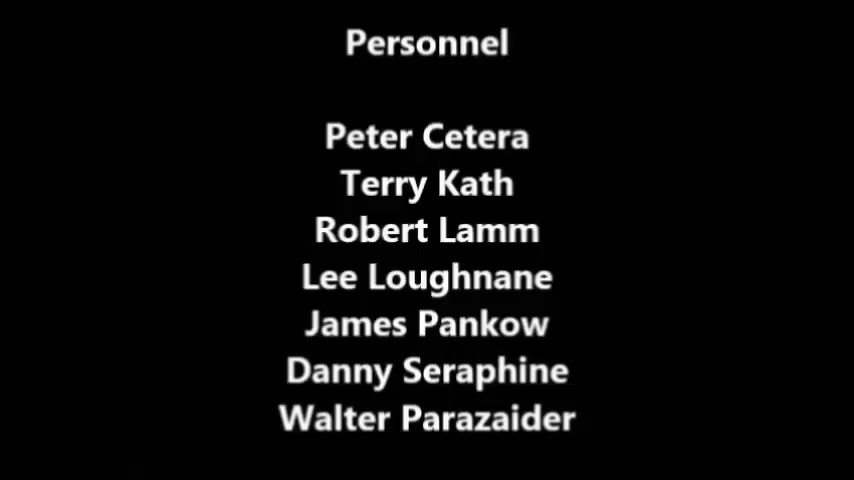 Personnel
Peter Cetera
Terry Kath
Robert Lamm
Lee Loughnane
James Pankow
Danny Seraphine
Walter Parazaider